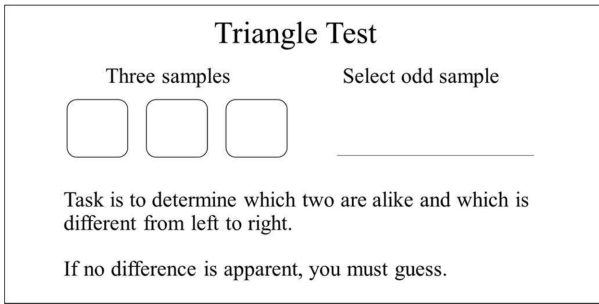 Triangle Test
Three samples
Select odd sample
Task is to determine which two are alike and which is
different from left to right.
If no difference is apparent, you must guess.